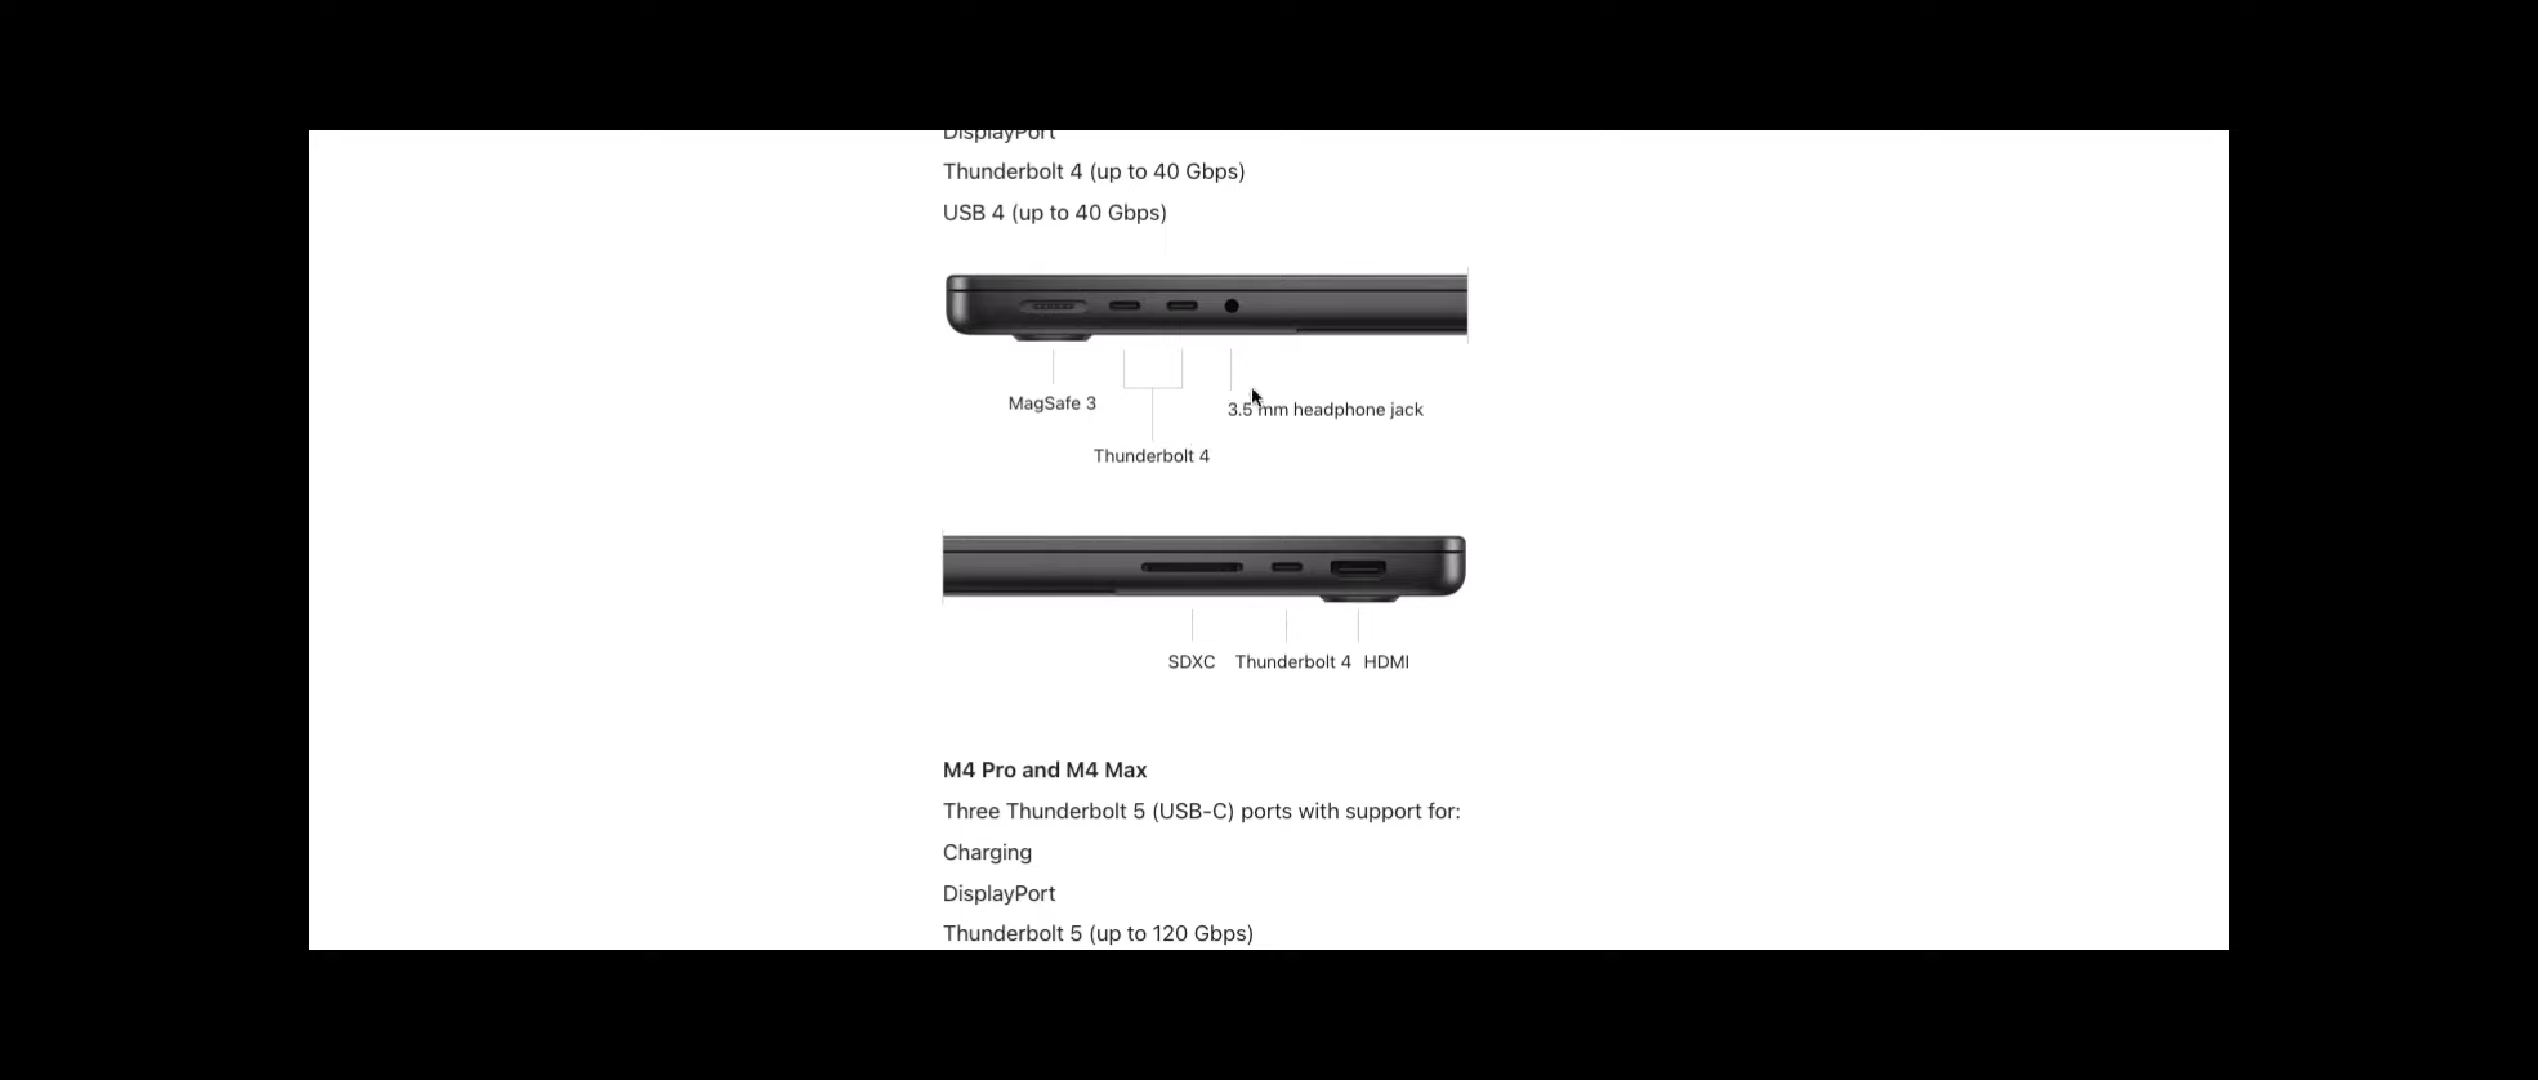 DisplayPort
Thunderbolt 4 (up to 40 Gbps)
USB 4 (up to 40 Gbps)
MagSafe 3
3.5 mm headphone jack
Thunderbolt 4
SDXC Thunderbolt 4 HDMI
M4 Pro and M4 Max
Three Thunderbolt 5 (USB-C) ports with support for:
Charging
DisplayPort
Thunderbolt 5 (up to 120 Gbps)